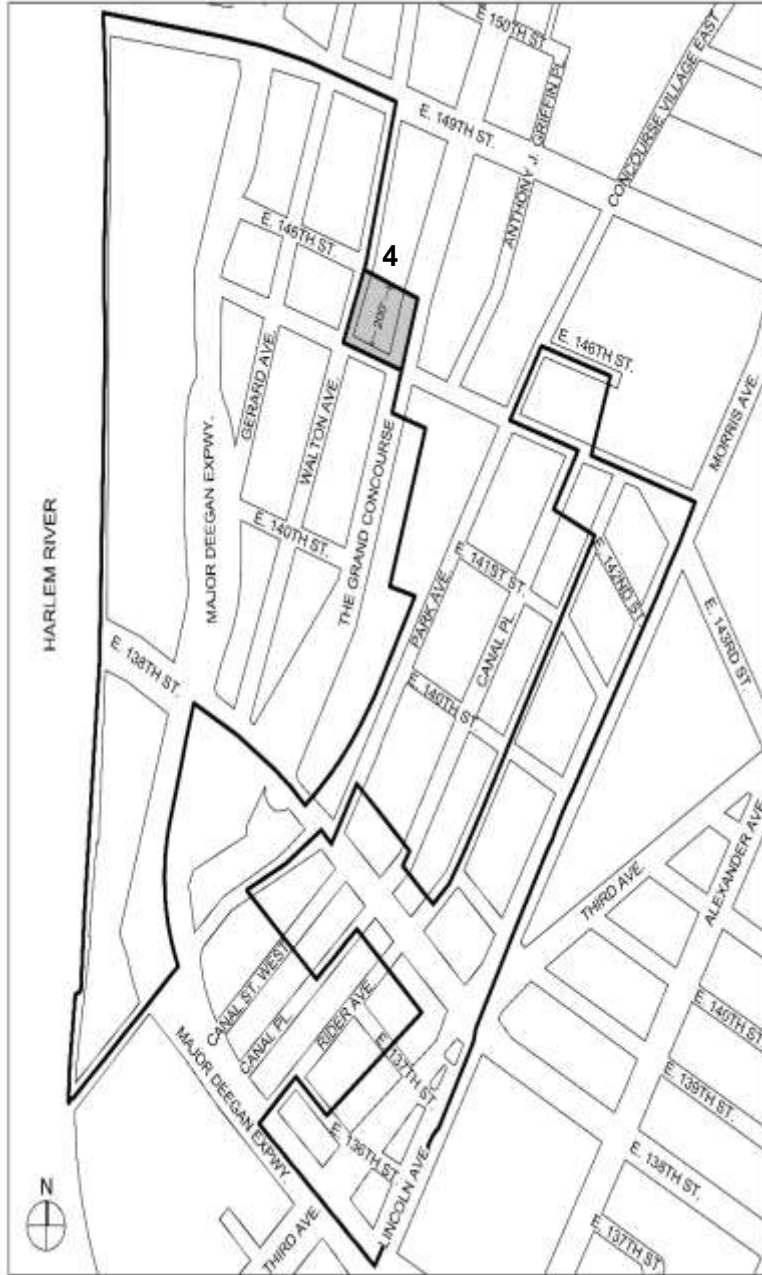 E. 150TH ST.
CONCOURSE VILLAGE EAST
ANTHONY J. GRIFFIN PL.
E. 149TH ST.
E. 146TH ST
4
200'
E. 146TH ST.
GERARD AVE.
WALTON AVE.
MAJOR DEEGAN EXPWY.
MORRIS AVE.
HARLEM RIVER
THE GRAND CONCOURSE
E. 140TH ST.
E. 141ST ST.
E. 142ND ST
PARK AVE.
CANAL PL.
E. 143RD ST.
E. 138TH ST.
E. 140TH ST
ALEXANDER AVE.
THIRD AVE.
CANAL ST. WEST
CANAL PL.
RIDER AVE.
E. 137TH ST.
E. 140TH ST.
MAJOR DEEGAN EXPWY.
E. 139TH ST.
E. 136TH ST.
E. 138TH ST.
LINCOLN AVE.
N
THIRD AVE.
E. 137TH ST.